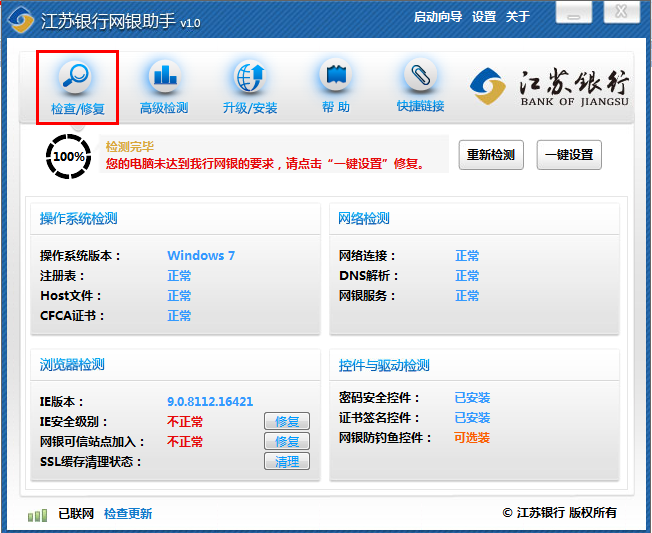 江苏银行网银助手 v1.0 启动向导 设置 关于
检查/修复 高级检测 升级/安装 帮 助 快捷链接 江苏银行
BANK OF JIANGSU
100% 检测完毕
您的电脑未达到我行网银的要求，请点击“一键设置”修复。 重新检测 一键设置
操作系统检测
操作系统版本： Windows 7
注册表： 正常
Host文件： 正常
CFCA证书： 正常
网络检测
网络连接： 正常
DNS解析： 正常
网银服务： 正常
浏览器检测
IE版本： 9.0.8112.16421
IE安全级别： 不正常 修复
网银可信站点加入： 不正常 修复
SSL缓存清理状态： 清理
控件与驱动检测
密码安全控件： 已安装
证书签名控件： 已安装
网银防钓鱼控件： 可选装
已联网 检查更新 © 江苏银行 版权所有